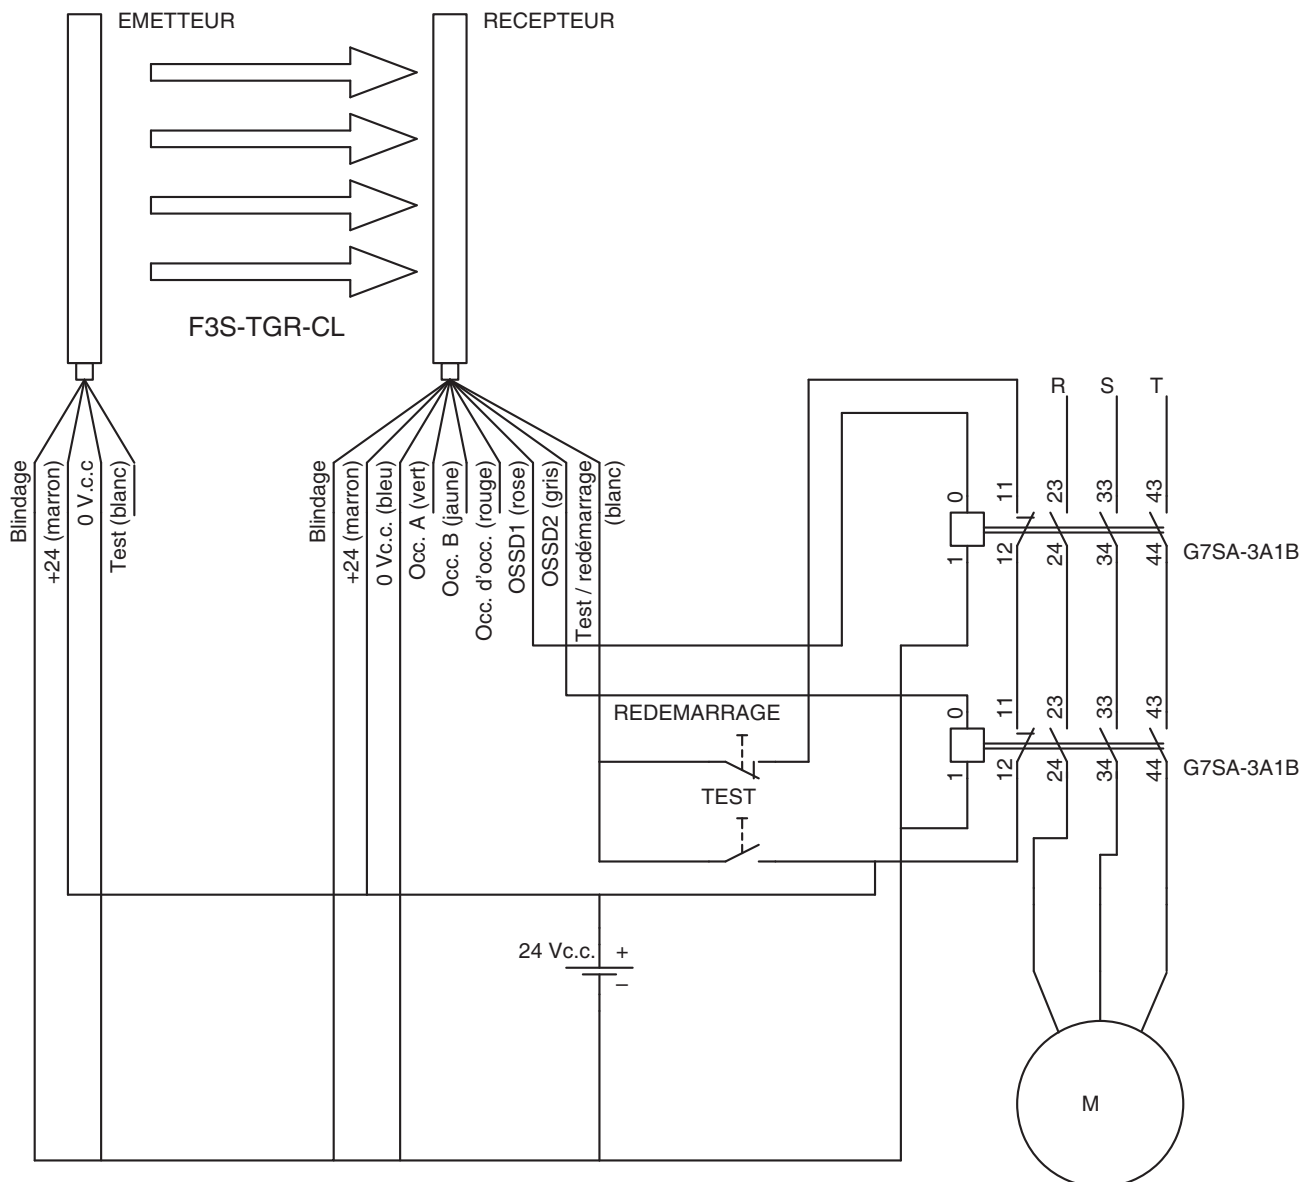 EMETTEUR
RECEPTEUR
F3S-TGR-CL
Blindage
+24 (marron)
0 V.c.c
Test (blanc)
Blindage
+24 (marron)
0 Vc.c. (bleu)
Occ. A (vert)
Occ. B (jaune)
Occ. d'occ. (rouge)
OSSD1 (rose)
OSSD2 (gris)
Test / redémarrage
(blanc)
R
S
T
0
11
23
33
43
1
12
24
34
44
G7SA-3A1B
0
11
23
33
43
1
12
24
34
44
G7SA-3A1B
REDEMARRAGE
TEST
24 Vc.c.
+
–
M